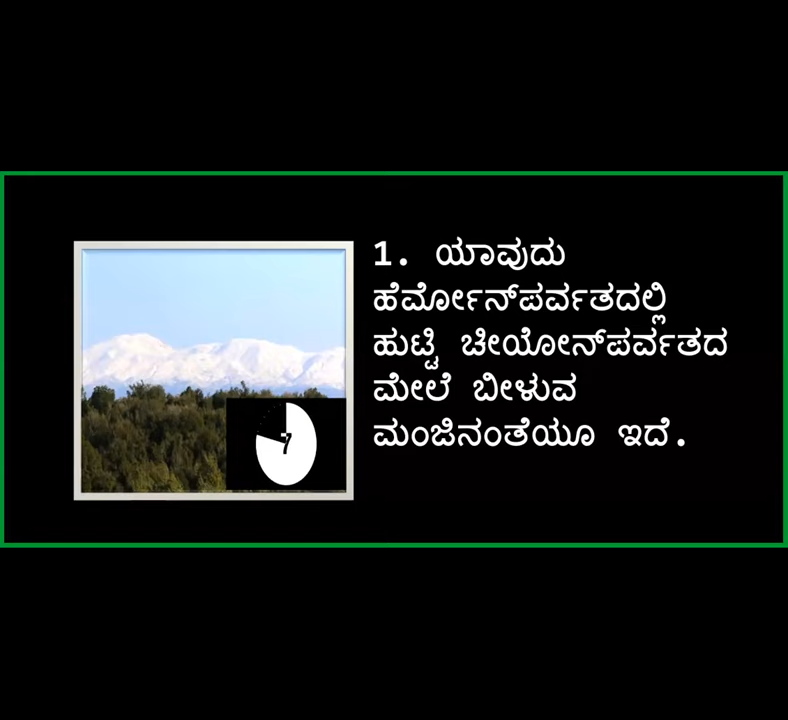 1. ಯಾವುದು
ಹೆರ್ಮೋನ್‌ಪರ್ವತದಲ್ಲಿ
ಹುಟ್ಟಿ ಚೀಯೋನ್‌ಪರ್ವತದ
ಮೇಲೆ ಬೀಳುವ
ಮಂಜಿನಂತೆಯೂ ಇದೆ.
7